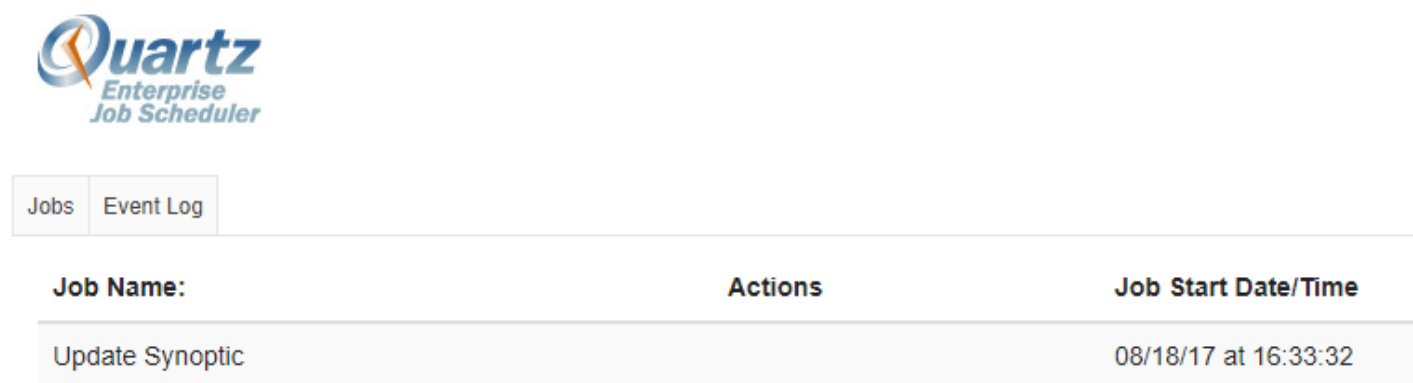 Quartz
Enterprise
Job Scheduler
Jobs Event Log
Job Name: Actions Job Start Date/Time
Update Synoptic 08/18/17 at 16:33:32